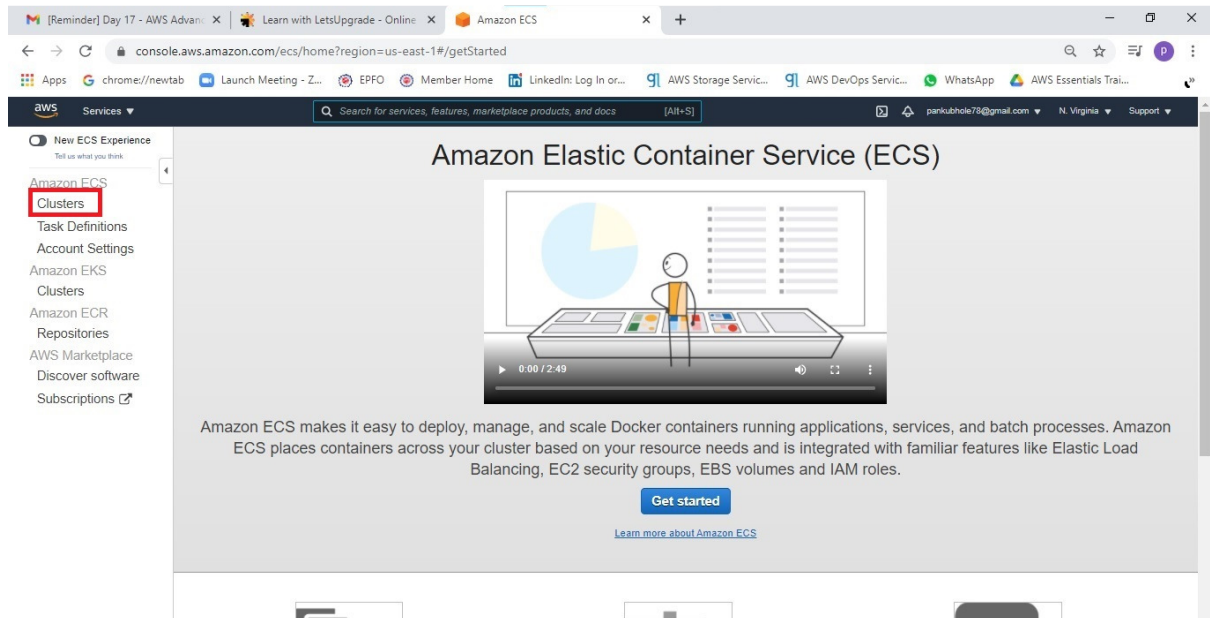 [Reminder] Day 17 - AWS Advanc
Learn with LetsUpgrade - Online
Amazon ECS
console.aws.amazon.com/ecs/home?region=us-east-1#/getStarted
P
Apps
chrome://newtab
Launch Meeting - Z...
EPFO
Member Home
LinkedIn: Log In or...
AWS Storage Servic...
AWS DevOps Servic...
WhatsApp
AWS Essentials Trai...
aws
Services
Search for services, features, marketplace products, and docs
[Alt+S]
pankubhole78@gmail.com
N. Virginia
Support
New ECS Experience
Tell us what you think
Amazon ECS
Clusters
Task Definitions
Account Settings
Amazon EKS
Clusters
Amazon ECR
Repositories
AWS Marketplace
Discover software
Subscriptions
Amazon Elastic Container Service (ECS)
0:00 / 2:49
Amazon ECS makes it easy to deploy, manage, and scale Docker containers running applications, services, and batch processes. Amazon
ECS places containers across your cluster based on your resource needs and is integrated with familiar features like Elastic Load
Balancing, EC2 security groups, EBS volumes and IAM roles.
Get started
Learn more about Amazon ECS